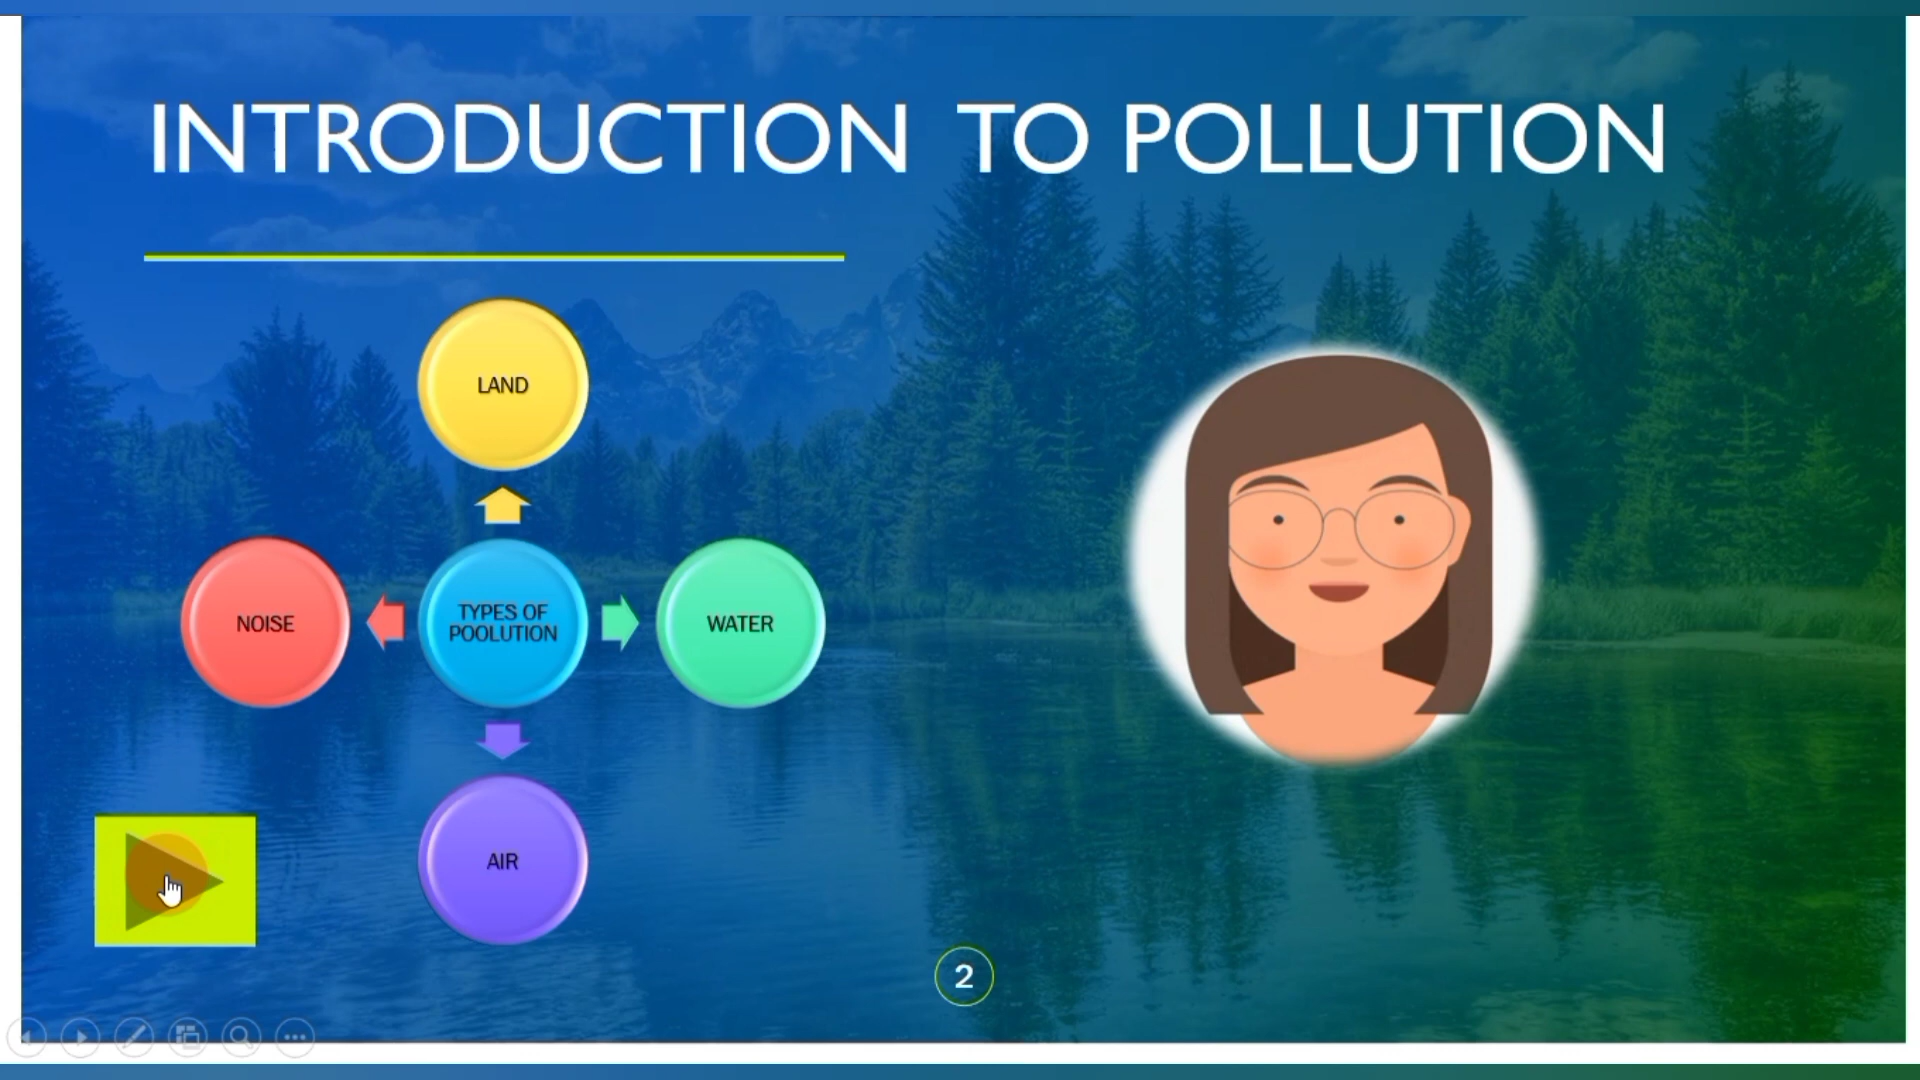 INTRODUCTION TO POLLUTION
LAND
NOISE
TYPES OF
POOLUTION
WATER
AIR
2